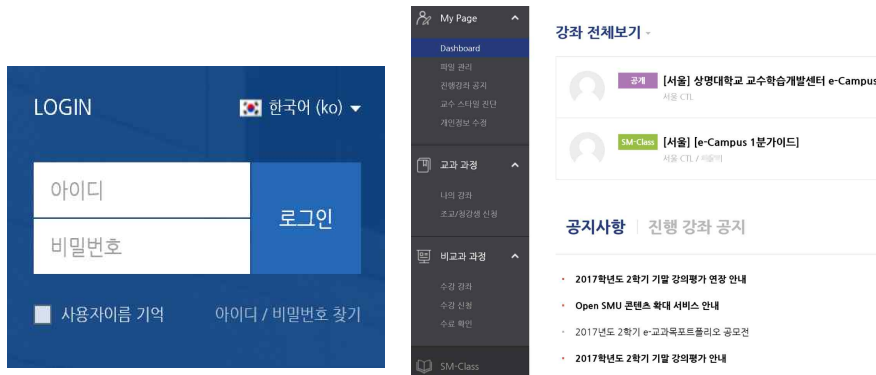 LOGIN
한국어 (ko)
아이디
비밀번호
로그인
사용자이름 기억
아이디 / 비밀번호 찾기
My Page
Dashboard
파일 관리
진행강좌 공지
교수 스타일 진단
개인정보 수정
교과 과정
나의 강좌
조교/청강생 신청
비교과 과정
수강 강좌
수강 신청
수료 확인
SM-Class
강좌 전체보기
공개 [서울] 상명대학교 교수학습개발센터 e-Campus
서울 CTL
SM-Class [서울] [e-Campus 1분가이드]
서울 CTL /
공지사항
진행 강좌 공지
2017학년도 2학기 기말 강의평가 연장 안내
Open SMU 콘텐츠 확대 서비스 안내
2017년도 2학기 e-교과목포트폴리오 공모전
2017학년도 2학기 기말 강의평가 안내